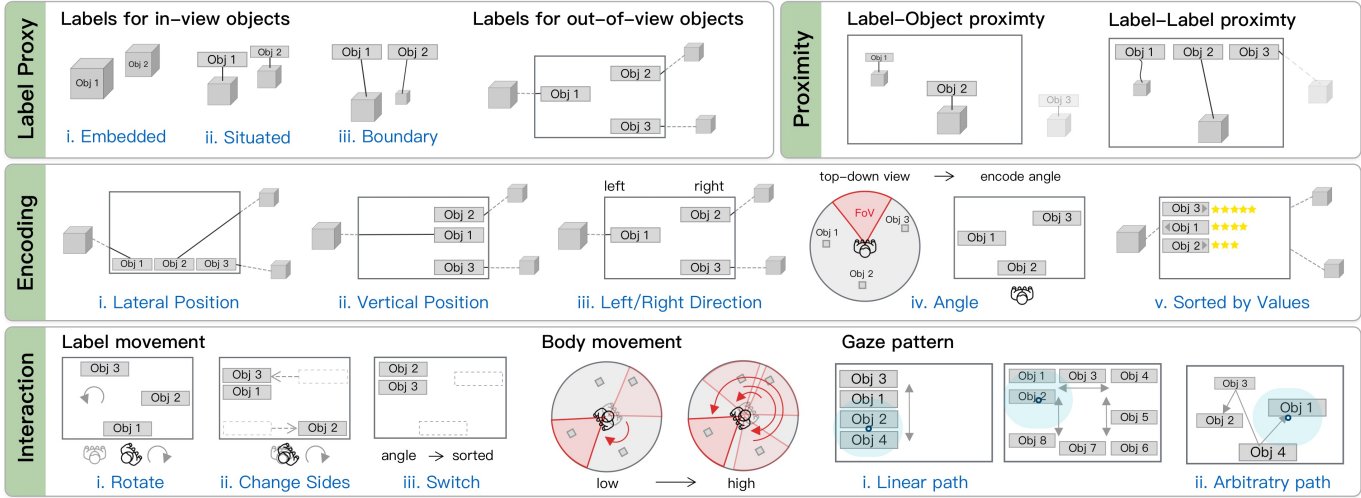 Label Proxy
Labels for in-view objects
Obj 1
Obj 2
i. Embedded
Obj 1
Obj 2
ii. Situated
Obj 1
Obj 2
iii. Boundary
Labels for out-of-view objects
Obj 1
Obj 2
Obj 3
Proximity
Label-Object proximty
Obj 1
Obj 2
Obj 3
Label-Label proximty
Obj 1
Obj 2
Obj 3
Encoding
Obj 1
Obj 2
Obj 3
i. Lateral Position
Obj 2
Obj 1
Obj 3
ii. Vertical Position
left
right
Obj 2
Obj 1
Obj 3
iii. Left/Right Direction
top-down view
encode angle
FoV
Obj 1
Obj 3
Obj 2
Obj 3
Obj 1
Obj 2
iv. Angle
Obj 3
Obj 1
Obj 2
v. Sorted by Values
Interaction
Label movement
Obj 3
Obj 2
Obj 1
i. Rotate
Obj 3
Obj 1
Obj 2
ii. Change Sides
Obj 2
Obj 3
angle
sorted
iii. Switch
Body movement
low
high
Gaze pattern
Obj 3
Obj 1
Obj 2
Obj 4
Obj 1
Obj 3
Obj 4
Obj 2
Obj 5
Obj 8
Obj 7
Obj 6
i. Linear path
Obj 3
Obj 1
Obj 2
Obj 4
ii. Arbitratry path